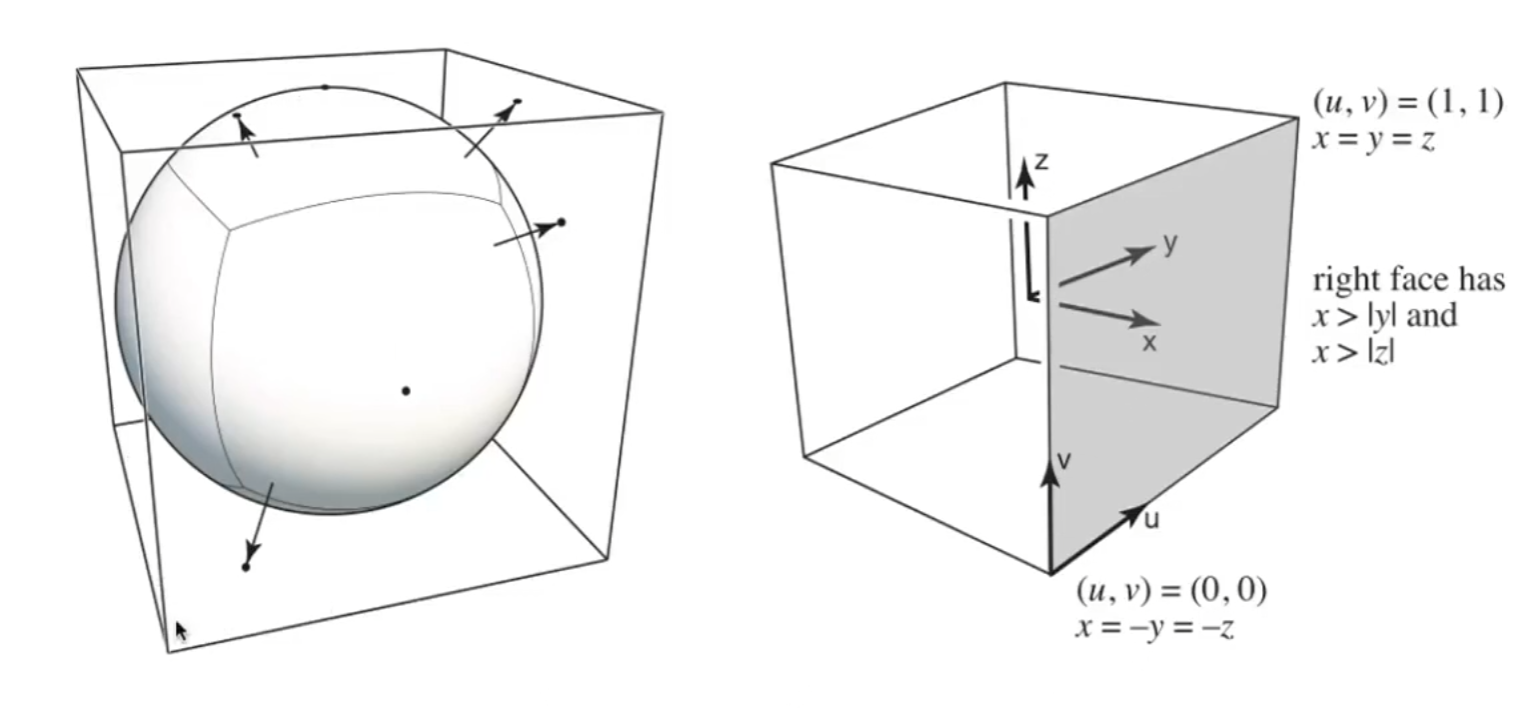 (u, v) = (1, 1)
x = y = z
z
y
right face has
x > |y| and
x > |z|
x
v
u
(u, v) = (0, 0)
x = –y = –z